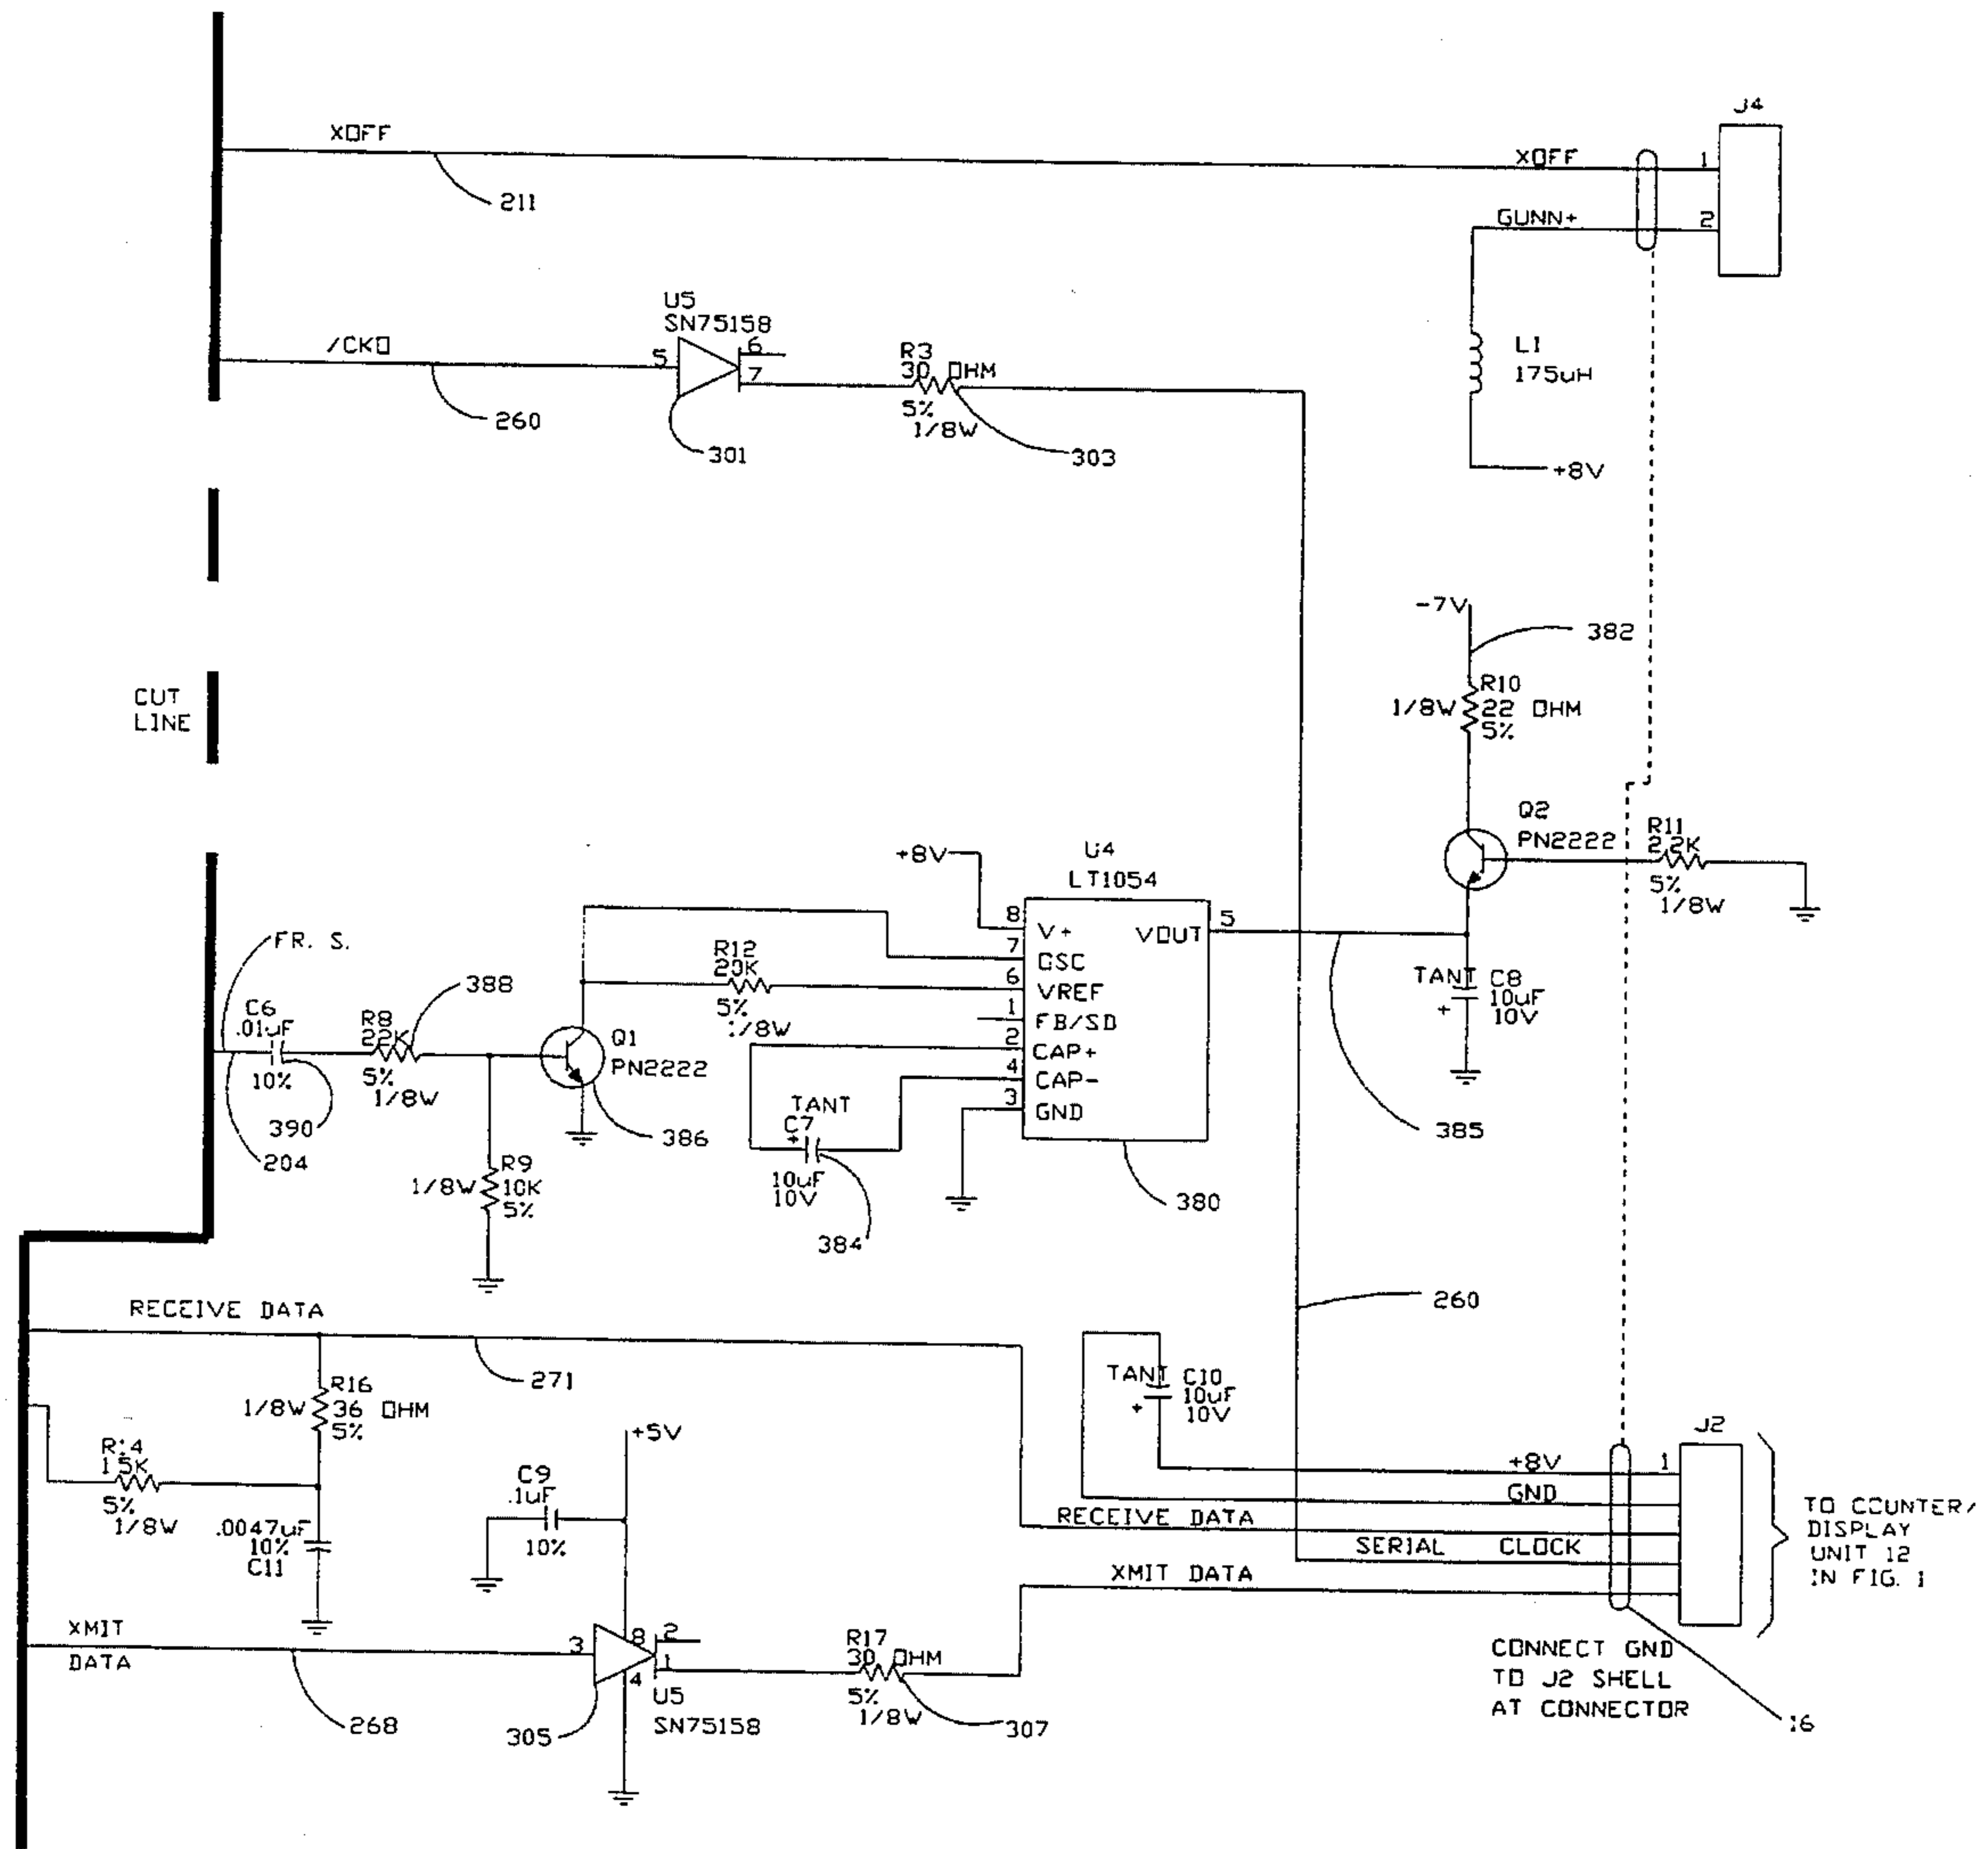 J4
XOFF
XOFF
1
211
GUNN+
2
U5
SN75158
/CKO
5
6
7
R3
30 OHM
5%
1/8W
L1
175uH
260
301
303
+8V
-7V
382
CUT
LINE
R10
1/8W 22 OHM
5%
Q2
PN2222
R11
2.2K
5%
1/8W
+8V
U4
LT1054
8
V+
VOUT
5
7
OSC
6
VREF
1
FB/SD
2
CAP+
4
CAP-
3
GND
FR. S.
R12
20K
5%
1/8W
388
C6
.01uF
10%
R8
22K
5%
1/8W
Q1
PN2222
TANT C8
+ 10uF
10V
390
204
386
TANT
C7
+
10uF
10V
385
R9
1/8W 10K
5%
380
384
RECEIVE DATA
260
271
R16
1/8W 36 OHM
5%
TANT C10
+ 10uF
10V
+5V
J2
R14
5%
1/8W
C9
.1uF
10%
+8V
1
GND
RECEIVE DATA
SERIAL CLOCK
XMIT DATA
TO COUNTER/
DISPLAY
UNIT 12
IN FIG. 1
.0047uF
10%
C11
XMIT
DATA
3
8
2
1
4
U5
SN75158
R17
30 OHM
5%
1/8W
CONNECT GND
TO J2 SHELL
AT CONNECTOR
268
305
307
16